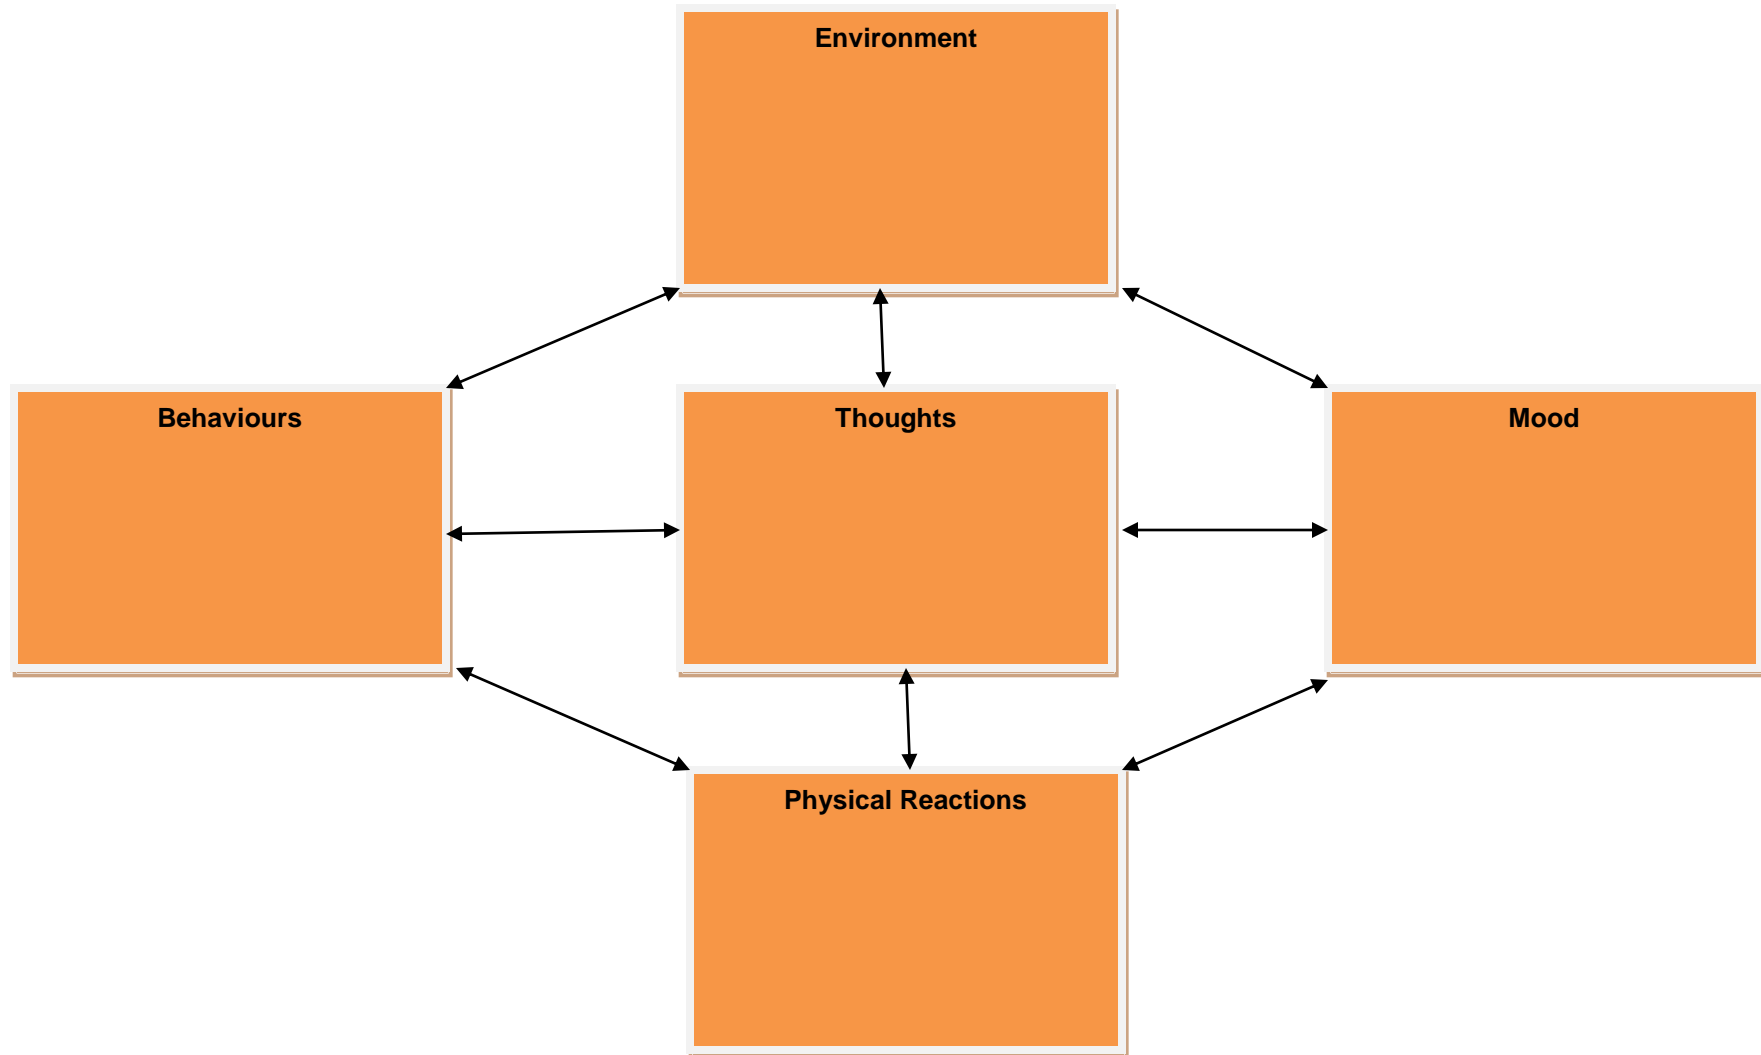 Environment
Behaviours
Thoughts
Mood
Physical Reactions